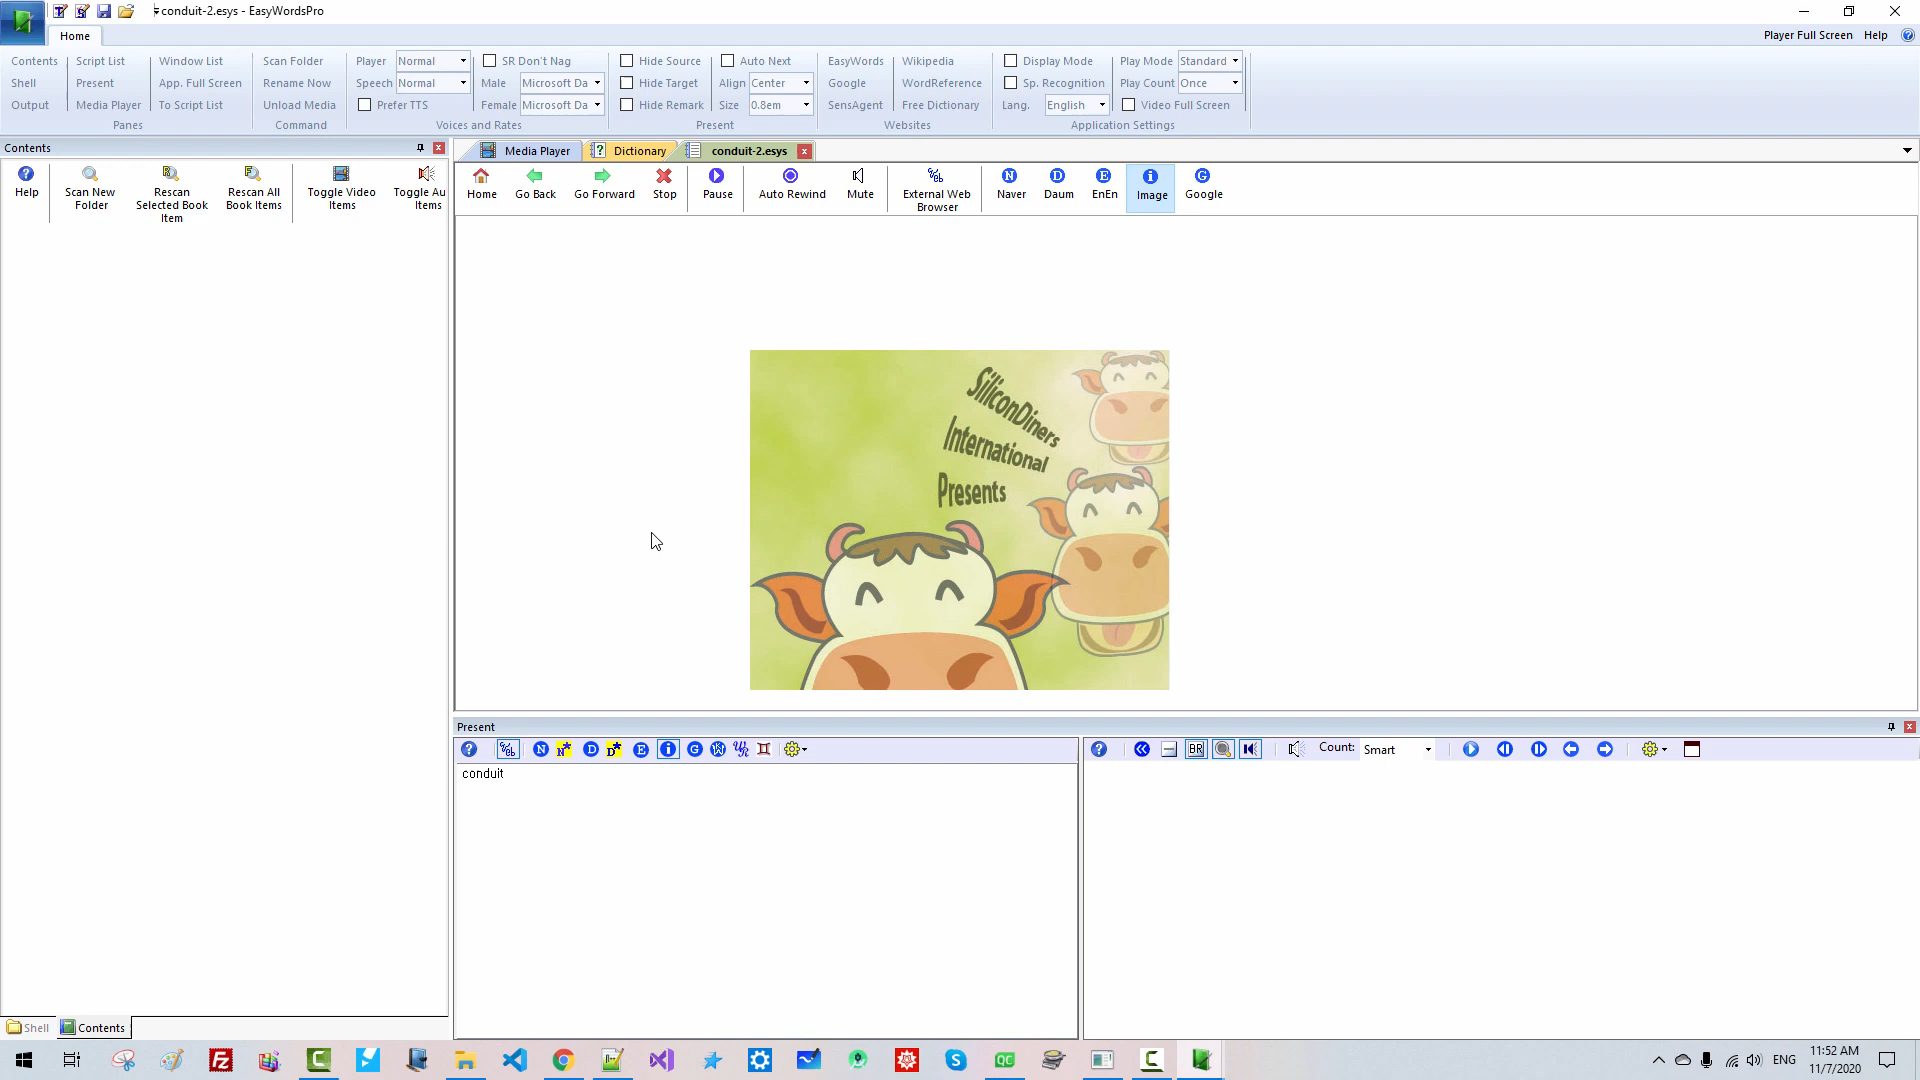 conduit-2.esys - EasyWordsPro
Home
Player Full Screen Help
Contents Script List Window List Scan Folder Player Normal SR Don't Nag Hide Source Auto Next EasyWords Wikipedia Display Mode Play Mode Standard
Shell Present App. Full Screen Rename Now Speech Normal Male Microsoft Da Hide Target Align Center Google WordReference Sp. Recognition Play Count Once
Output Media Player To Script List Unload Media Prefer TTS Female Microsoft Da Hide Remark Size 0.8em SensAgent Free Dictionary Lang. English Video Full Screen
Panes Command Voices and Rates Present Websites Application Settings
Contents
Help
Scan New
Folder
Rescan
Selected Book
Item
Rescan All
Book Items
Toggle Video
Items
Toggle Au
Items
Media Player
Dictionary
conduit-2.esys
Home Go Back Go Forward Stop Pause Auto Rewind Mute
External Web
Browser
Naver Daum EnEn Image Google
SiliconDiners
International
Presents
Present
conduit
Count: Smart
Shell Contents
ENG
11:52 AM
11/7/2020